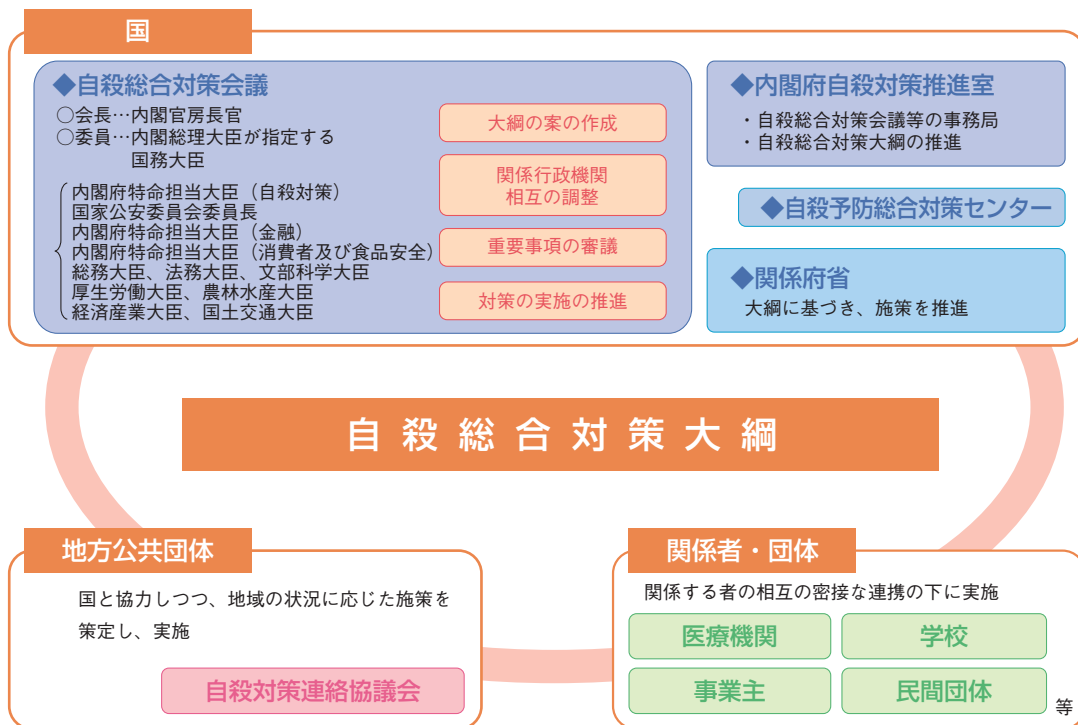 国
◆自殺総合対策会議
○会長…内閣官房長官
○委員…内閣総理大臣が指定する
国務大臣
内閣府特命担当大臣（自殺対策）
国家公安委員会委員長
内閣府特命担当大臣（金融）
内閣府特命担当大臣（消費者及び食品安全）
総務大臣、法務大臣、文部科学大臣
厚生労働大臣、農林水産大臣
経済産業大臣、国土交通大臣
大綱の案の作成
関係行政機関
相互の調整
重要事項の審議
対策の実施の推進
◆内閣府自殺対策推進室
・自殺総合対策会議等の事務局
・自殺総合対策大綱の推進
◆自殺予防総合対策センター
◆関係府省
大綱に基づき、施策を推進
自殺総合対策大綱
地方公共団体
国と協力しつつ、地域の状況に応じた施策を
策定し、実施
自殺対策連絡協議会
関係者・団体
関係する者の相互の密接な連携の下に実施
医療機関
学校
事業主
民間団体
等